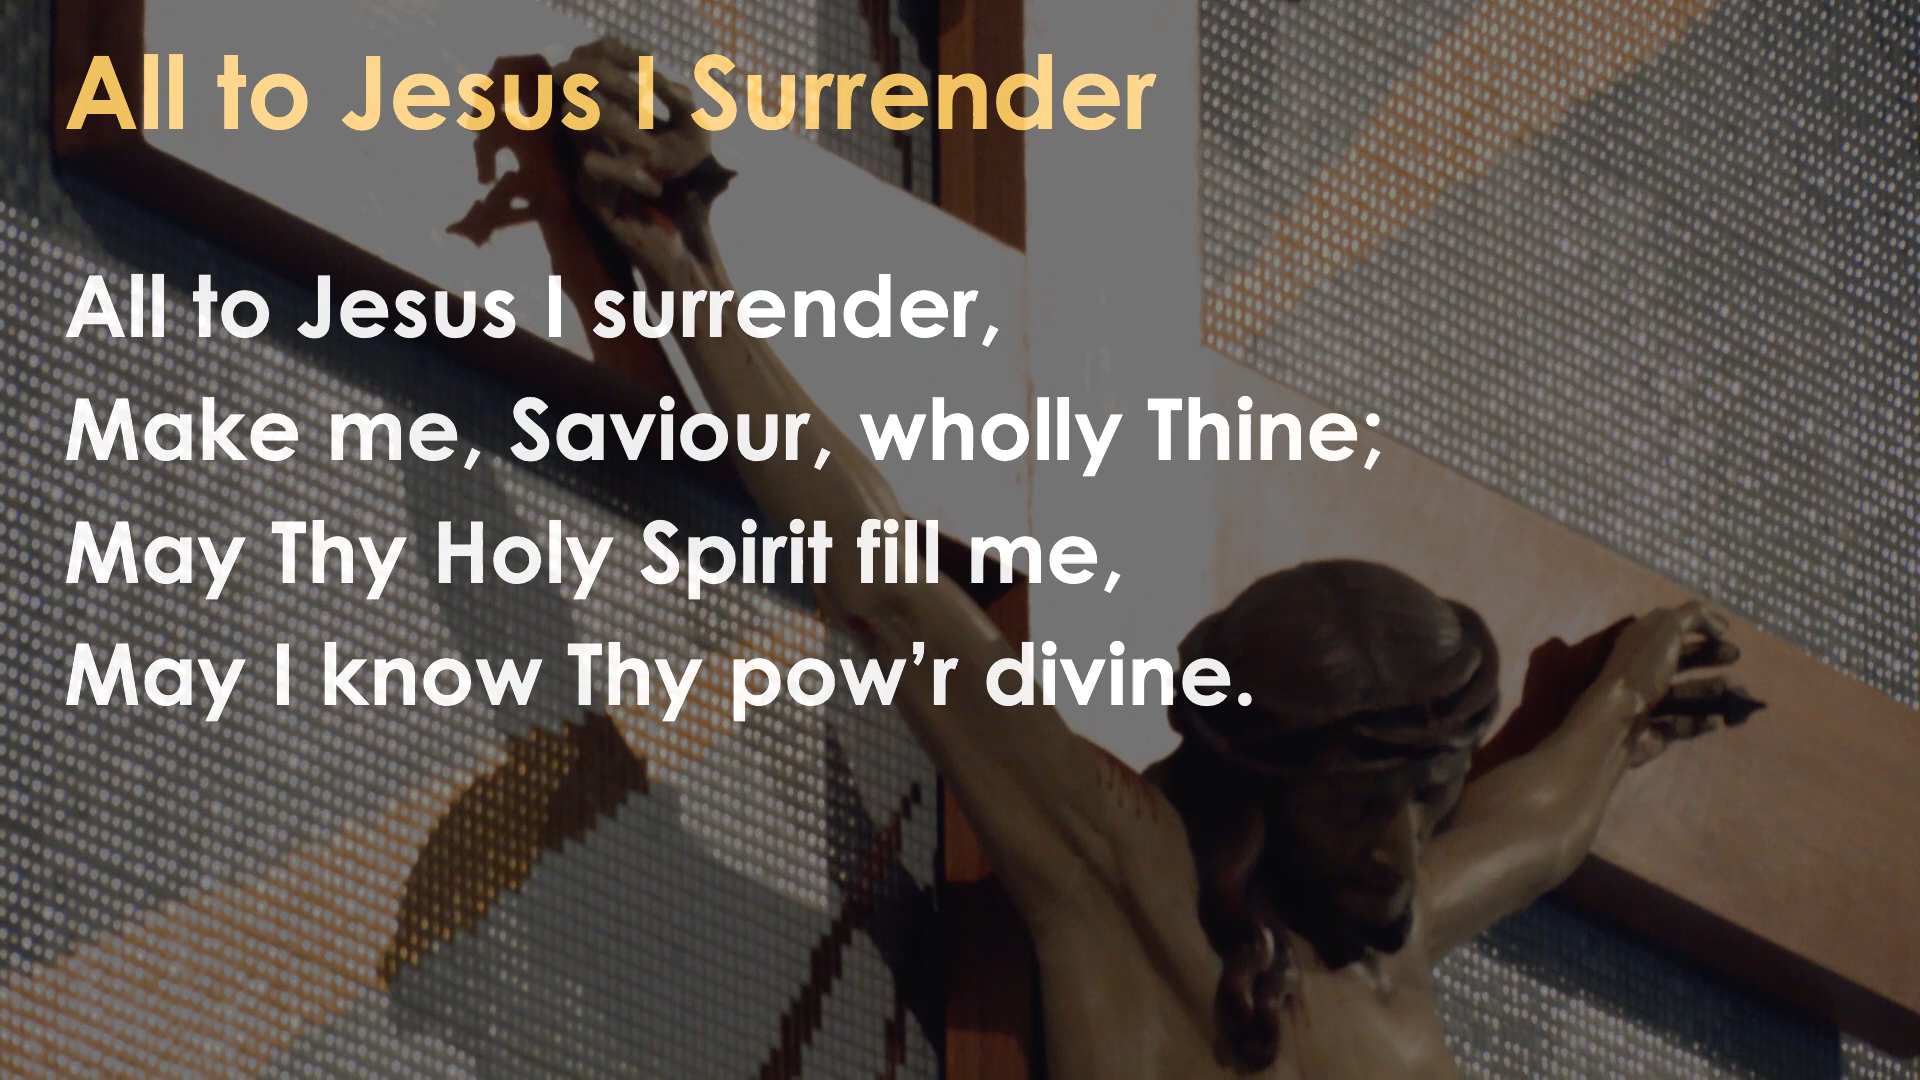 All to Jesus I Surrender
All to Jesus I surrender,
Make me, Saviour, wholly Thine;
May Thy Holy Spirit fill me,
May I know Thy pow’r divine.